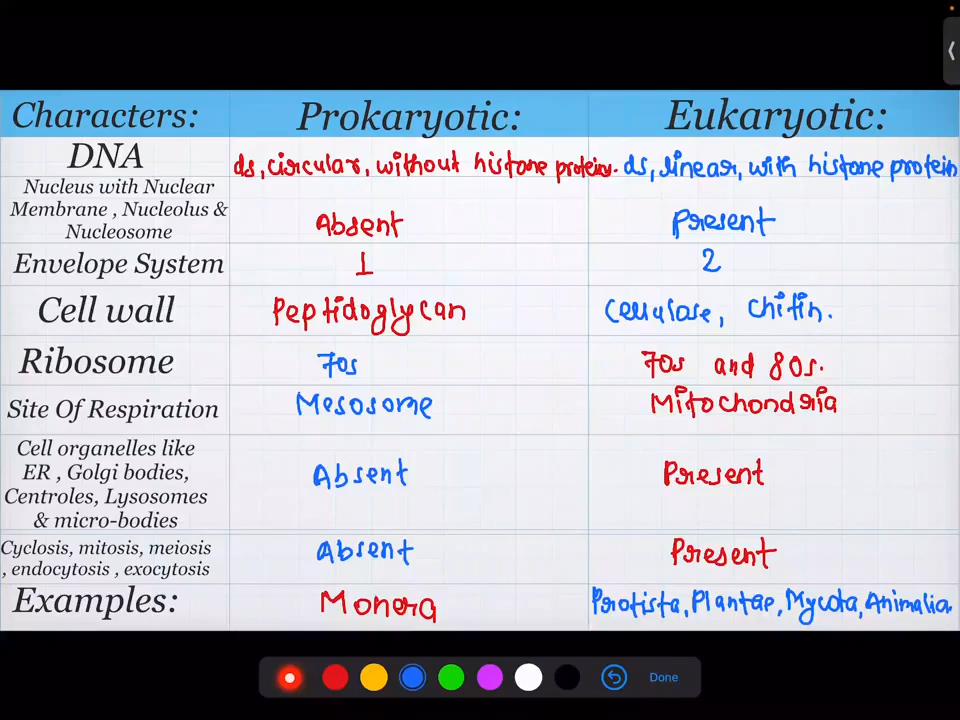 Characters: Prokaryotic: Eukaryotic:
DNA ds, circular, without histone protein. ds, linear, with histone protein
Nucleus with Nuclear
Membrane , Nucleolus &
Nucleosome
Absent Present
Envelope System 1 2
Cell wall Peptidoglycan Cellulose, Chitin.
Ribosome 70s 70s and 80s.
Site Of Respiration Mesosome Mitochondria
Cell organelles like
ER , Golgi bodies,
Centroles, Lysosomes
& micro-bodies
Absent Present
Cyclosis, mitosis, meiosis
, endocytosis , exocytosis
Absent Present
Examples: Monera Protista, Plantae, Mycota, Animalia.
Done